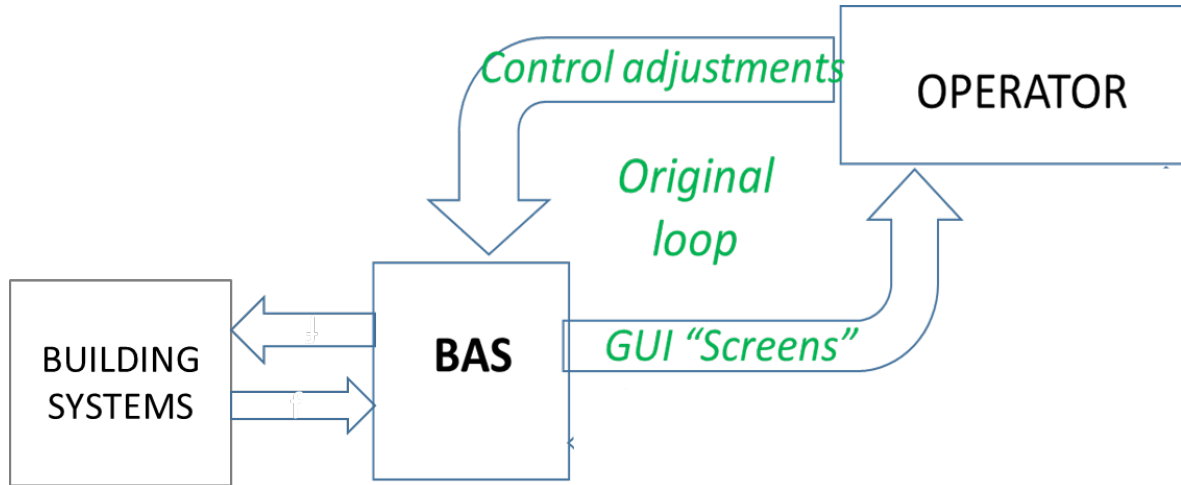 Control adjustments
OPERATOR
Original
loop
BUILDING
SYSTEMS
BAS
GUI “Screens”